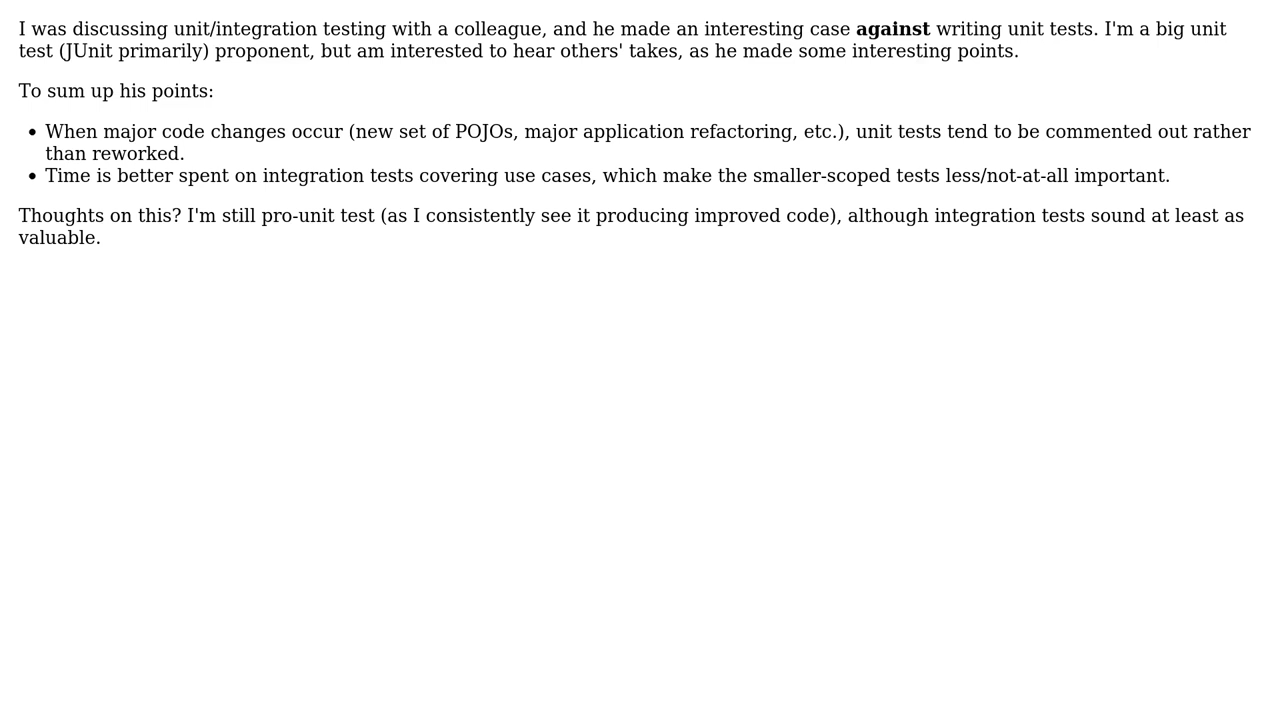 I was discussing unit/integration testing with a colleague, and he made an interesting case against writing unit tests. I'm a big unit
test (JUnit primarily) proponent, but am interested to hear others' takes, as he made some interesting points.
To sum up his points:
• When major code changes occur (new set of POJOs, major application refactoring, etc.), unit tests tend to be commented out rather
than reworked.
• Time is better spent on integration tests covering use cases, which make the smaller-scoped tests less/not-at-all important.
Thoughts on this? I'm still pro-unit test (as I consistently see it producing improved code), although integration tests sound at least as
valuable.